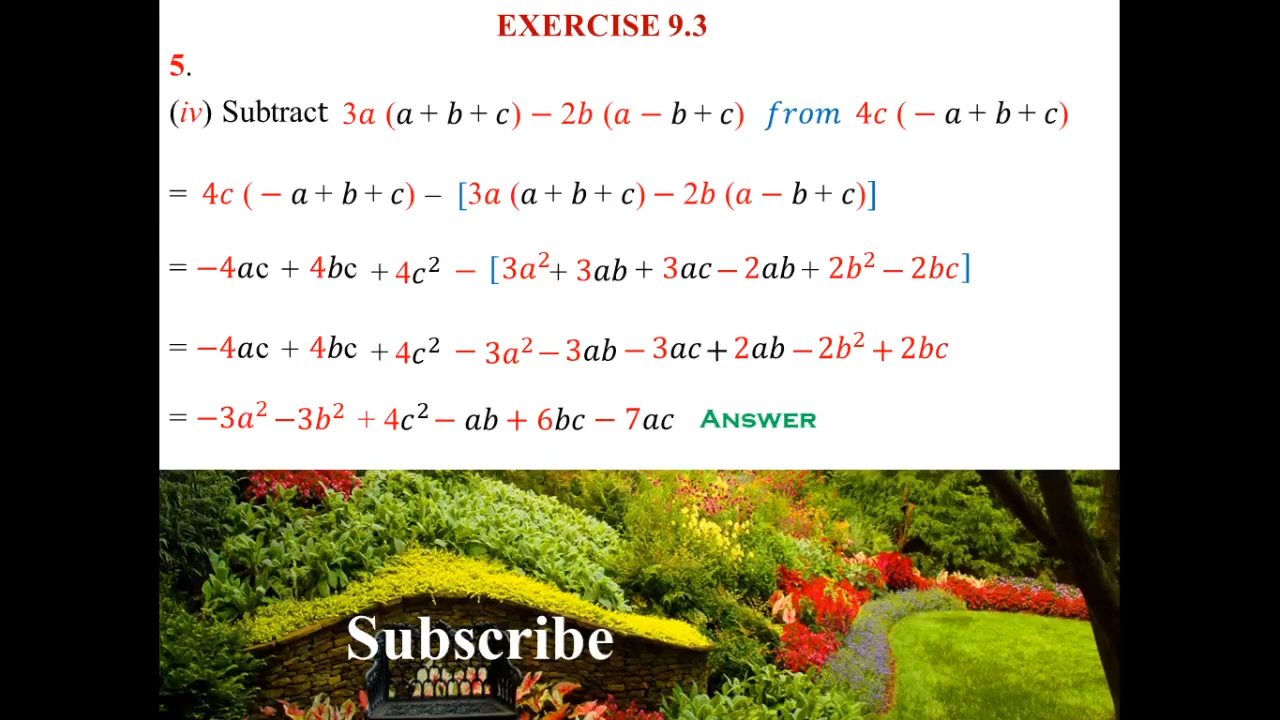 EXERCISE 9.3
5.
(iv) Subtract 3a (a + b + c) − 2b (a − b + c) from 4c ( − a + b + c)
= 4c ( − a + b + c) – [3a (a + b + c) − 2b (a − b + c)]
= −4ac + 4bc + 4c² − [3a² + 3ab + 3ac − 2ab + 2b² − 2bc]
= −4ac + 4bc + 4c² − 3a² − 3ab − 3ac + 2ab − 2b² + 2bc
= −3a² −3b² + 4c² − ab + 6bc − 7ac ANSWER
Subscribe